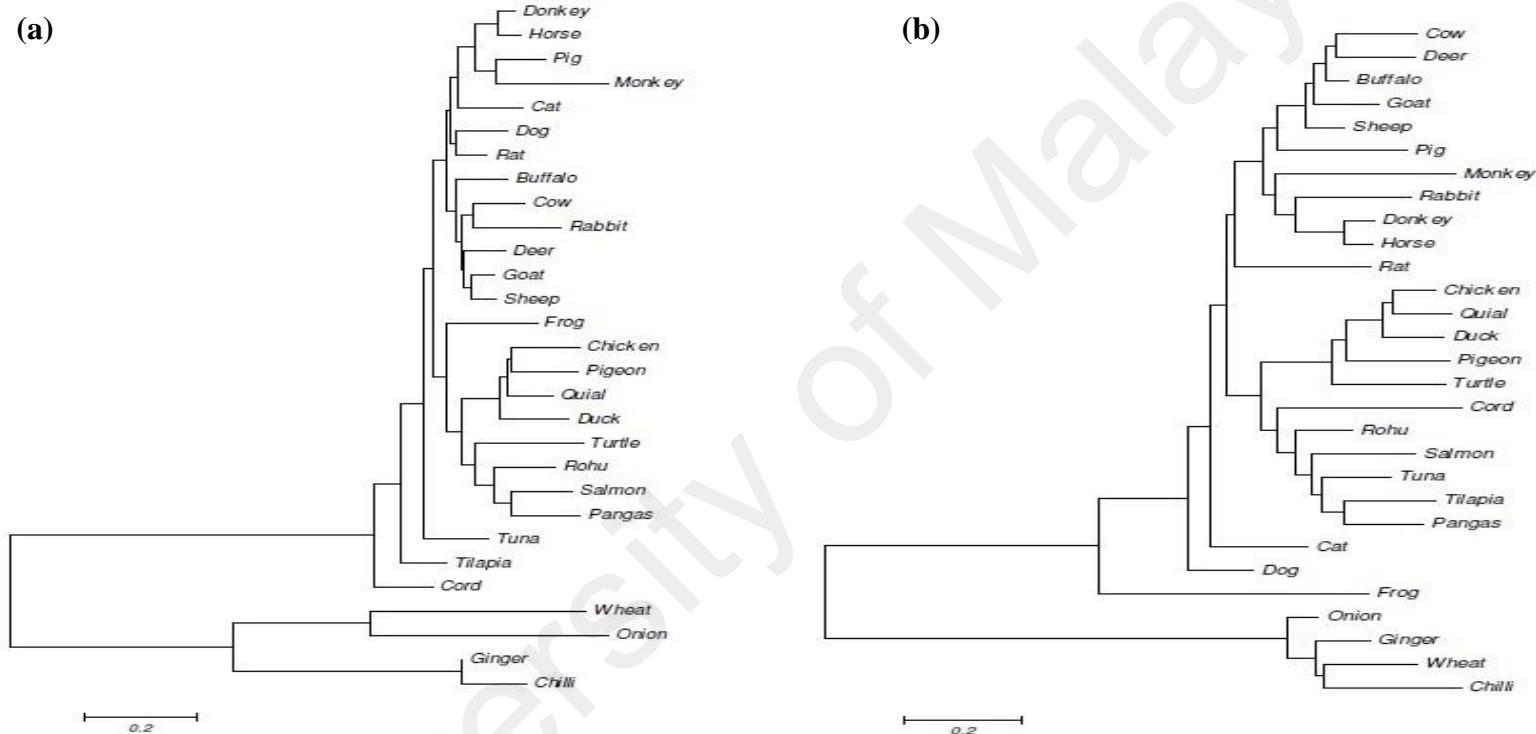 (a)
Donkey
Horse
Pig
Monkey
Cat
Dog
Rat
Buffalo
Cow
Rabbit
Deer
Goat
Sheep
Frog
Chicken
Pigeon
Quial
Duck
Turtle
Rohu
Salmon
Pangas
Tuna
Tilapia
Cord
Wheat
Onion
Ginger
Chilli
0.2
(b)
Cow
Deer
Buffalo
Goat
Sheep
Pig
Monkey
Rabbit
Donkey
Horse
Rat
Chicken
Quial
Duck
Pigeon
Turtle
Cord
Rohu
Salmon
Tuna
Tilapia
Pangas
Cat
Dog
Frog
Onion
Ginger
Wheat
Chilli
0.2
ersity of Malay